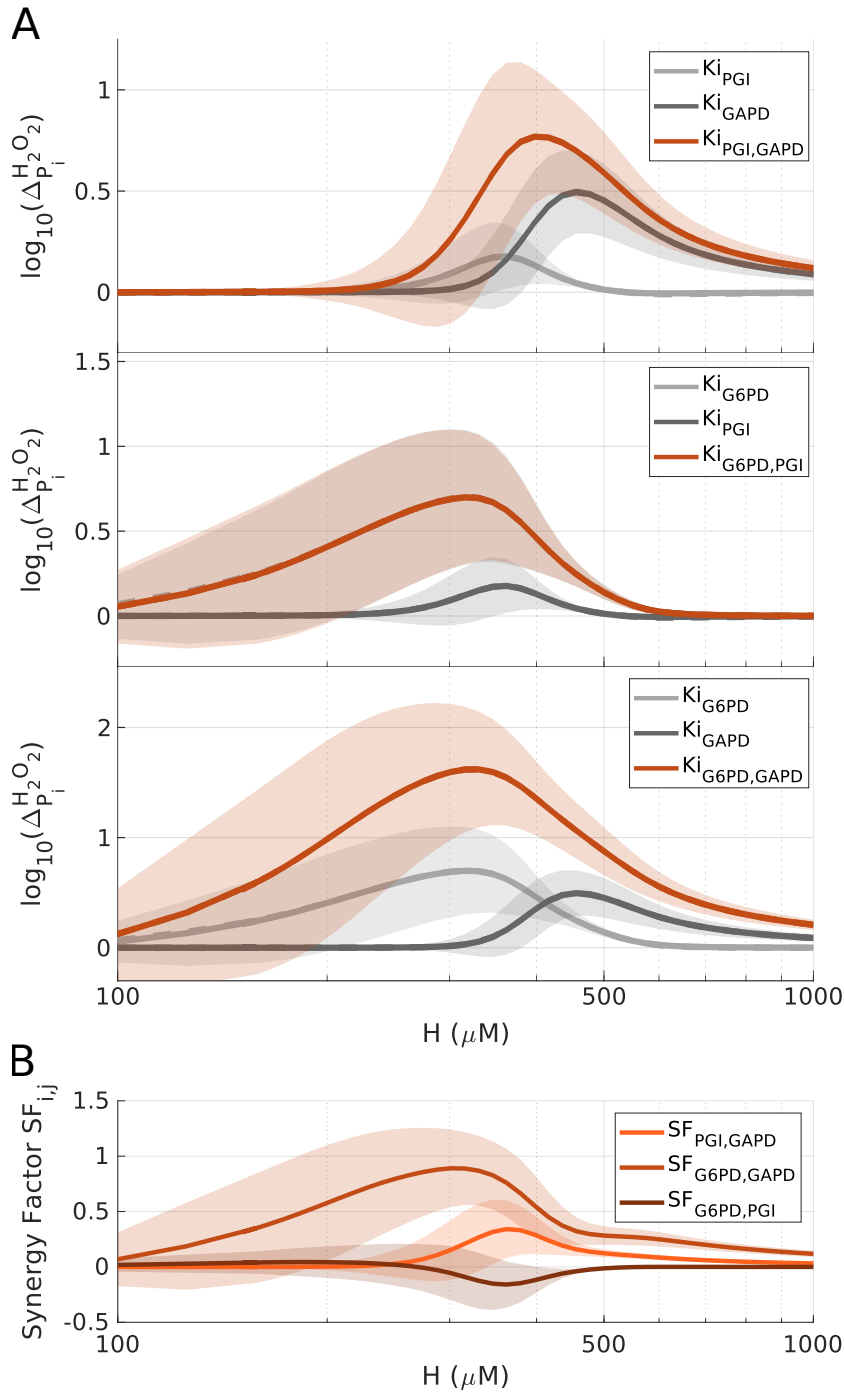 A
log10(ΔPiH2O2)
1
0.5
0
KiPGI
KiGAPD
KiPGI,GAPD
log10(ΔPiH2O2)
1.5
1
0.5
0
KiG6PD
KiPGI
KiG6PD,PGI
log10(ΔPiH2O2)
2
1
0
KiG6PD
KiGAPD
KiG6PD,GAPD
100
500
1000
H (μM)
B
Synergy Factor SFi,j
1.5
1
0.5
0
-0.5
SFPGI,GAPD
SFG6PD,GAPD
SFG6PD,PGI
100
500
1000
H (μM)